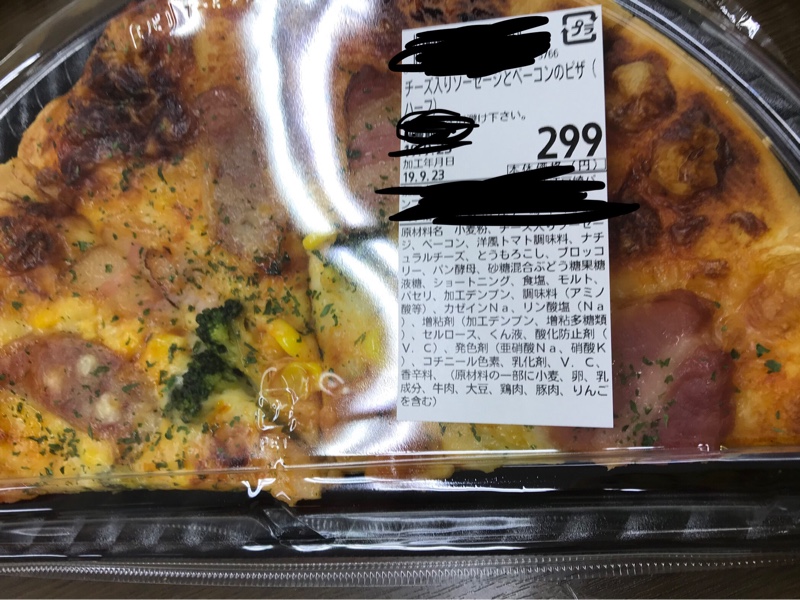 プラ
チーズ入りソーセージとベーコンのピザ（
ハーフ）
け下さい。
加工年月日
299
19.9.23
本体価格（円）
原材料名 小麦粉、チーズ入りソーセー
ジ、ベーコン、洋風トマト調味料、ナチ
ュラルチーズ、とうもろこし、ブロッコ
リー、パン酵母、砂糖混合ぶどう糖果糖
液糖、ショートニング、食塩、モルト、
パセリ、加工デンプン、調味料（アミノ
酸等）、カゼインNa、リン酸塩（Na
）、増粘剤（加工デンプン、増粘多糖類
）、セルロース、くん液、酸化防止剤（
V．C）、発色剤（亜硝酸Na、硝酸K
）、コチニール色素、乳化剤、V．C、
香辛料、（原材料の一部に小麦、卵、乳
成分、牛肉、大豆、鶏肉、豚肉、りんご
を含む）